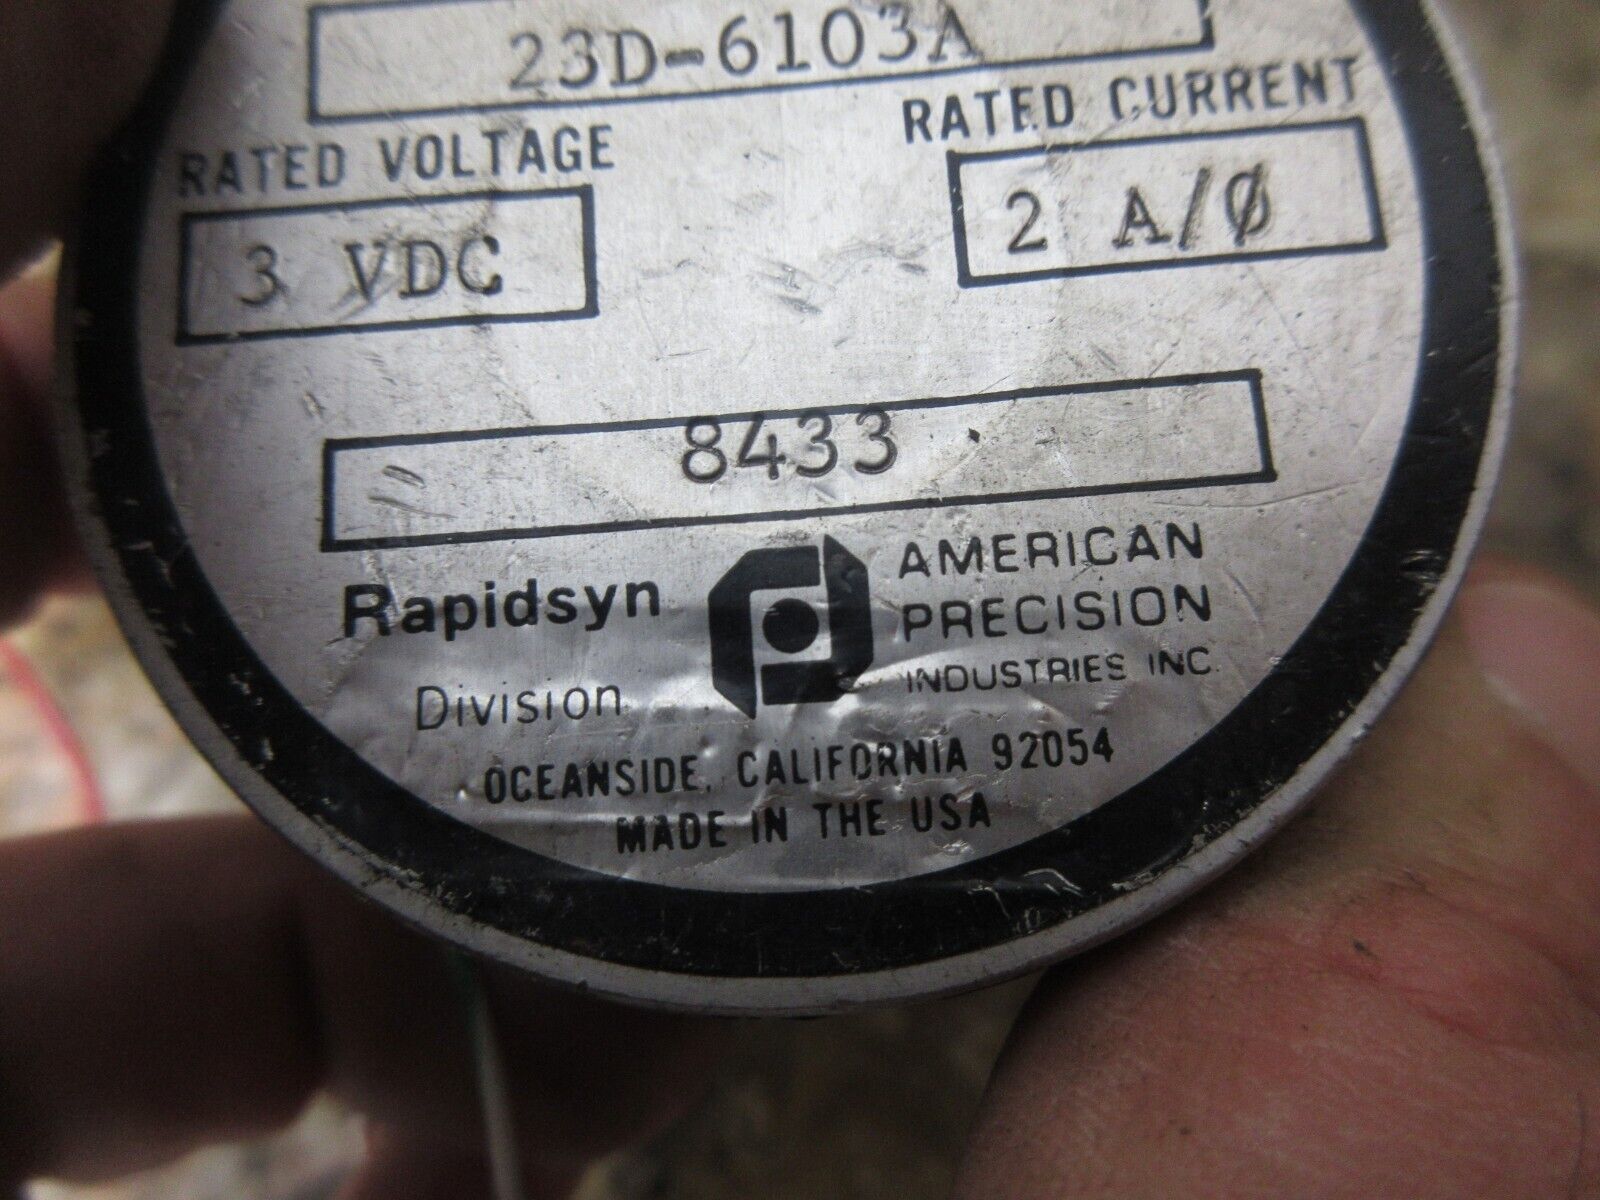 23D-6103A
RATED VOLTAGE
RATED CURRENT
3 VDC
2 A/Ø
8433
Rapidsyn
Division
AMERICAN
PRECISION
INDUSTRIES INC.
OCEANSIDE, CALIFORNIA 92054
MADE IN THE USA